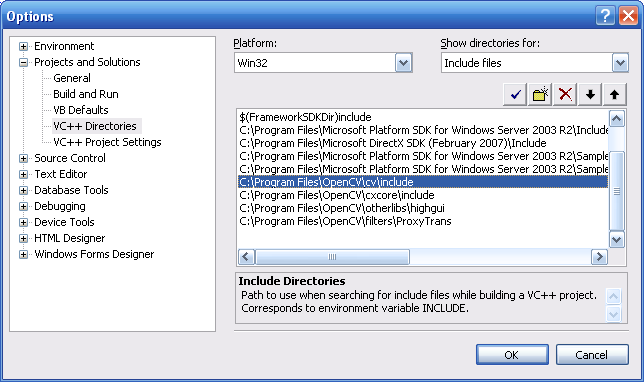 Options
Environment
Projects and Solutions
General
Build and Run
VB Defaults
VC++ Directories
VC++ Project Settings
Source Control
Text Editor
Database Tools
Debugging
Device Tools
HTML Designer
Windows Forms Designer
Platform:
Show directories for:
Win32
Include files
$(FrameworkSDKDir)include
C:\Program Files\Microsoft Platform SDK for Windows Server 2003 R2\Include
C:\Program Files\Microsoft DirectX SDK (February 2007)\Include
C:\Program Files\Microsoft Platform SDK for Windows Server 2003 R2\Sample
C:\Program Files\Microsoft Platform SDK for Windows Server 2003 R2\Sample
C:\Program Files\OpenCV\cv\include
C:\Program Files\OpenCV\cxcore\include
C:\Program Files\OpenCV\otherlibs\highgui
C:\Program Files\OpenCV\filters\ProxyTrans
Include Directories
Path to use when searching for include files while building a VC++ project.
Corresponds to environment variable INCLUDE.
OK
Cancel